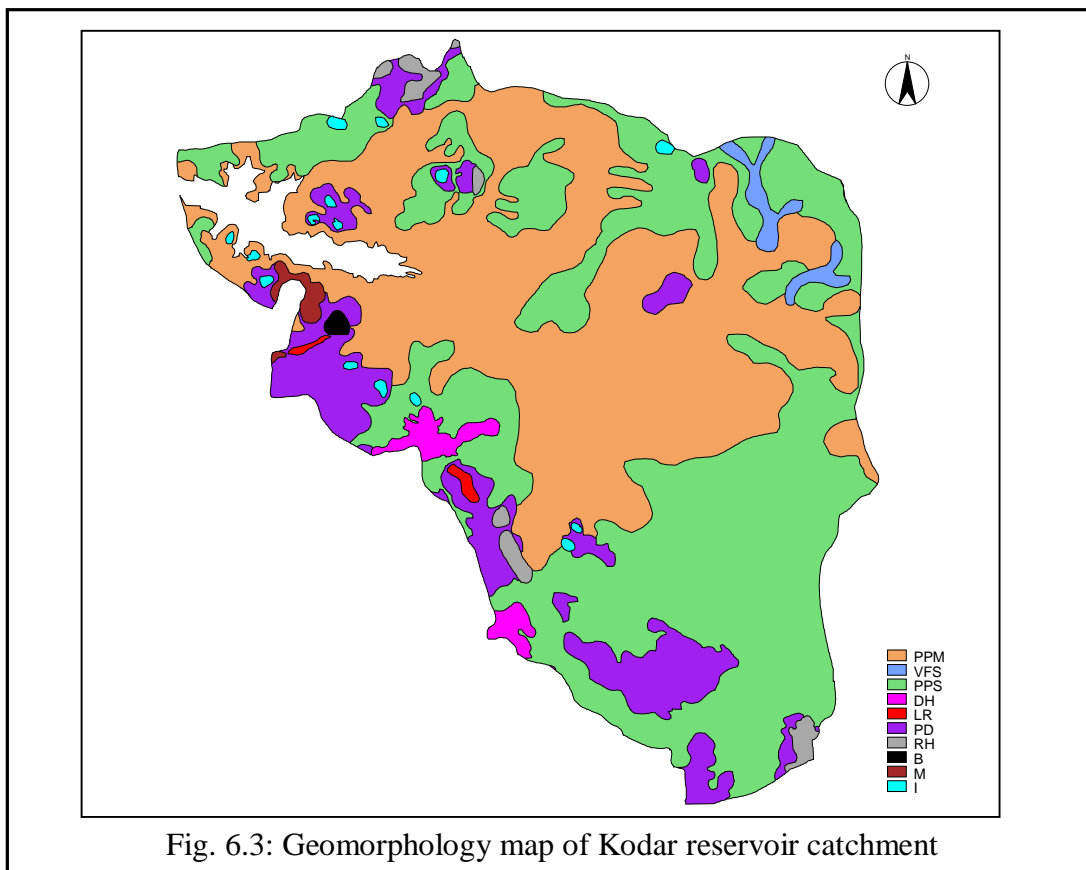 N
PPM
VFS
PPS
DH
LR
PD
RH
B
M
I
Fig. 6.3: Geomorphology map of Kodar reservoir catchment